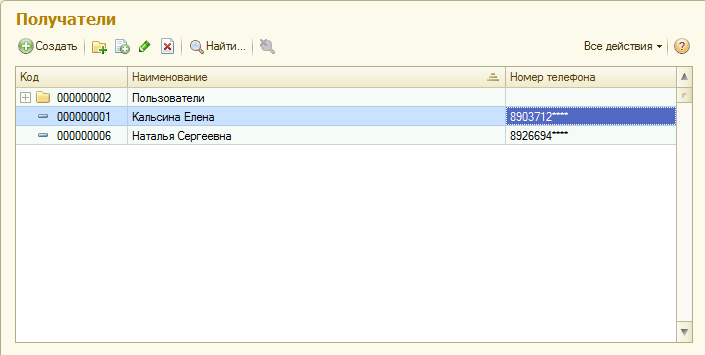 Получатели
Создать Найти... Все действия ?
Код Наименование Номер телефона
000000002 Пользователи
000000001 Кальсина Елена 8903712****
000000006 Наталья Сергеевна 8926694****